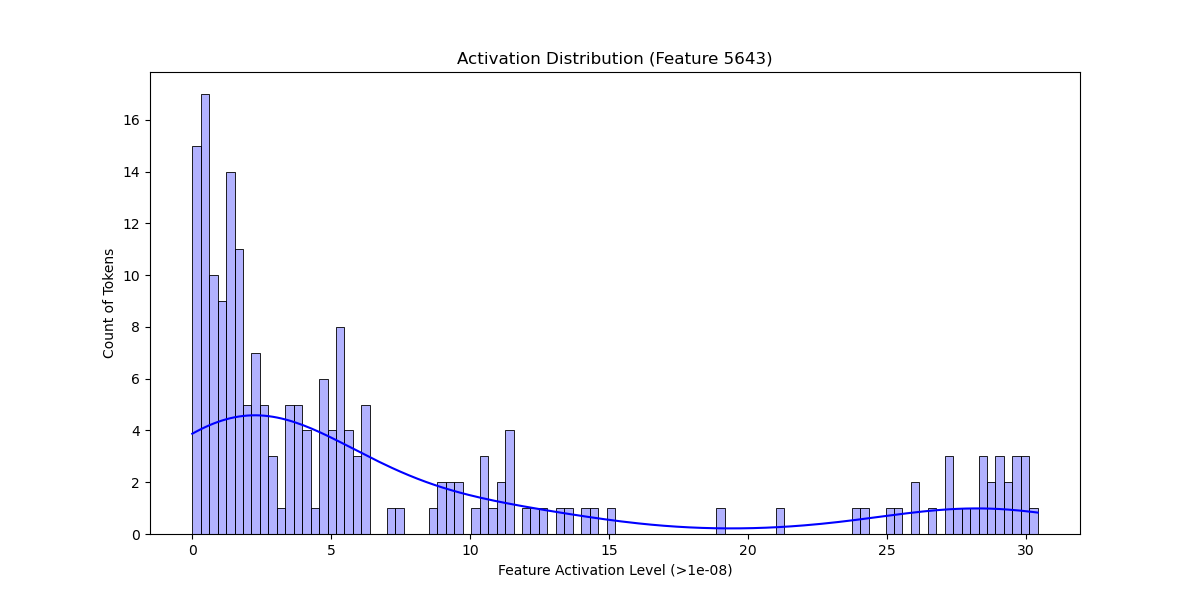 Activation Distribution (Feature 5643)
16
14
12
10
8
6
4
2
0
Count of Tokens
0 5 10 15 20 25 30
Feature Activation Level (>1e-08)